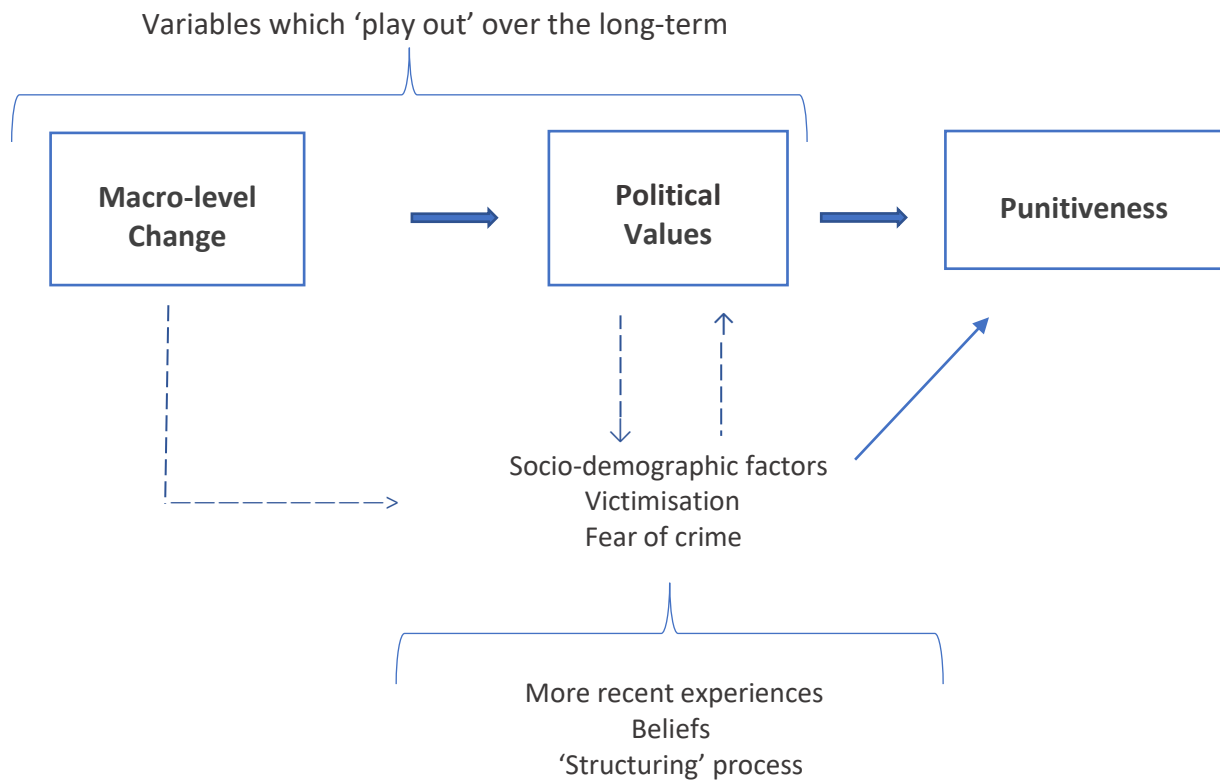 Variables which ‘play out’ over the long-term
Macro-level
Change
Political
Values
Punitiveness
Socio-demographic factors
Victimisation
Fear of crime
More recent experiences
Beliefs
‘Structuring’ process